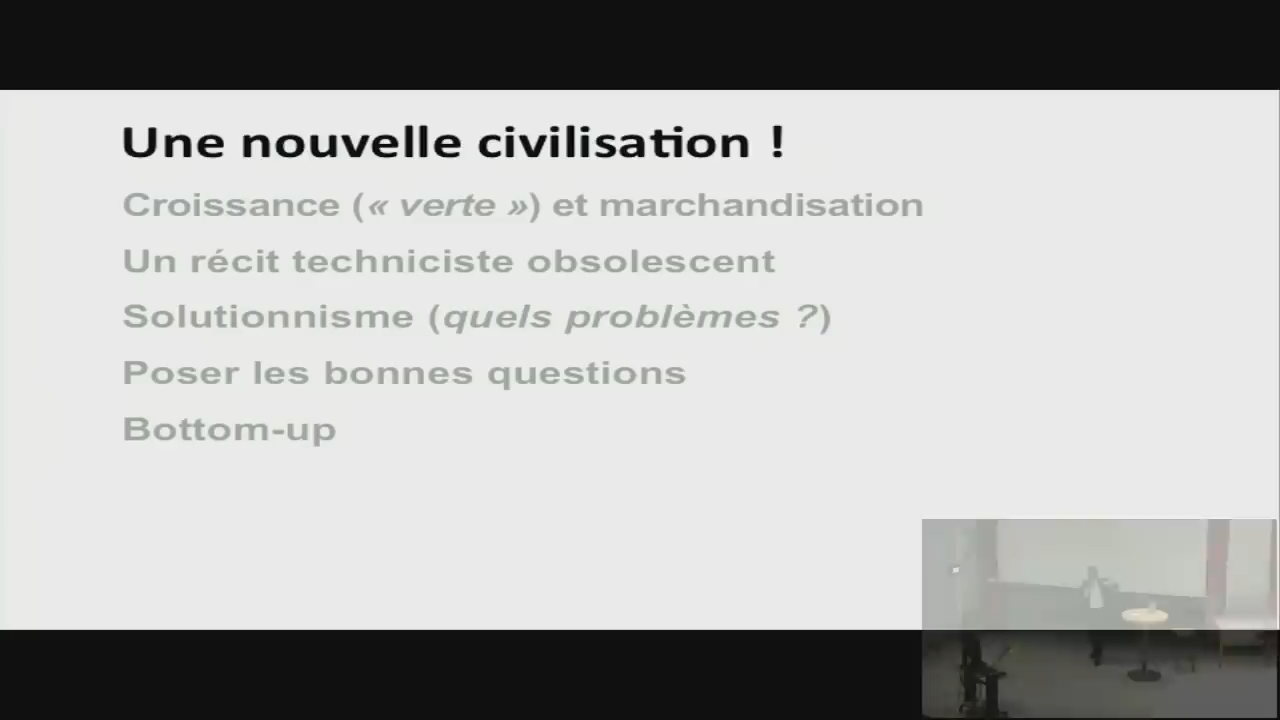 Une nouvelle civilisation !
Croissance (« verte ») et marchandisation
Un récit techniciste obsolescent
Solutionnisme (quels problèmes ?)
Poser les bonnes questions
Bottom-up